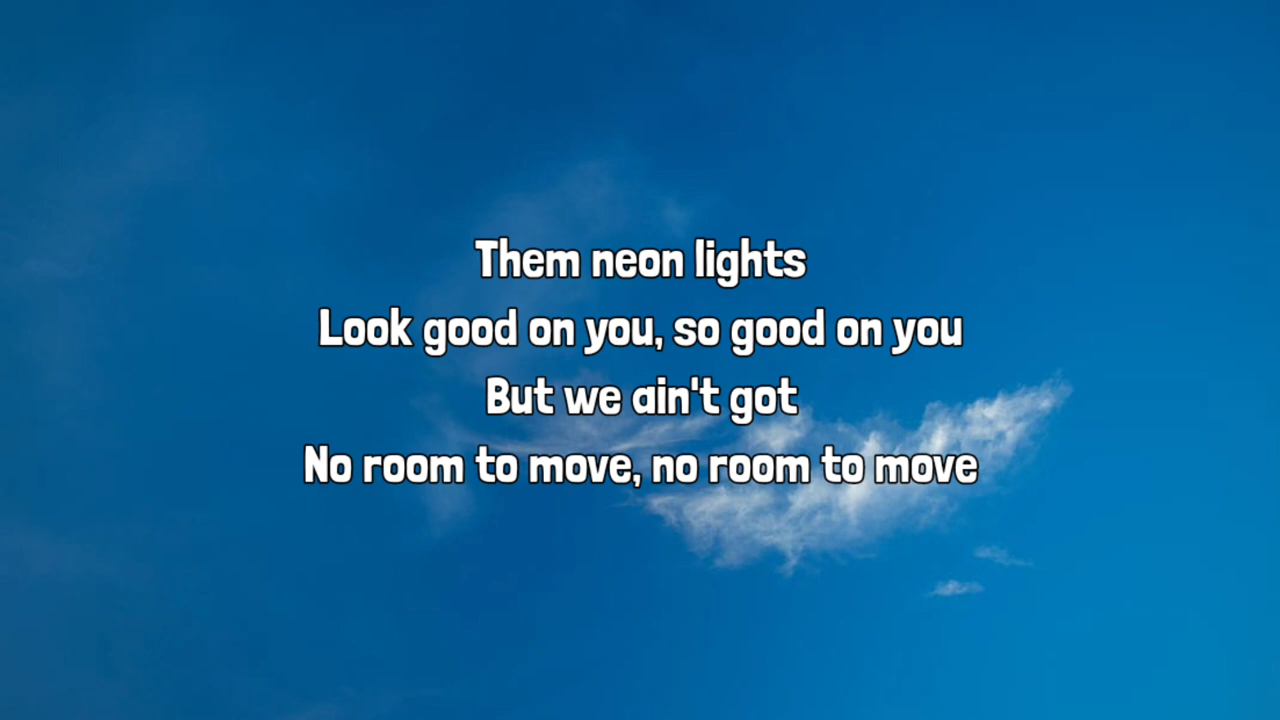 Them neon lights
Look good on you, so good on you
But we ain't got
No room to move, no room to move